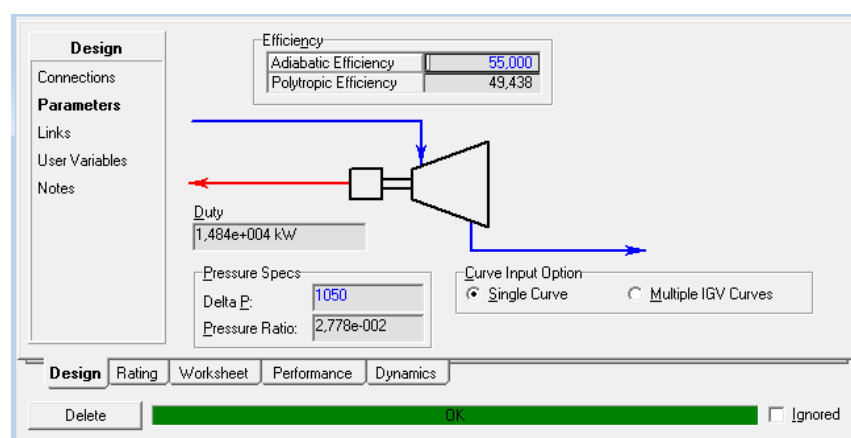 Design
Connections
Parameters
Links
User Variables
Notes
Efficiency
Adiabatic Efficiency 55,000
Polytropic Efficiency 49,438
Duty
1,484e+004 kW
Pressure Specs
Delta P: 1050
Pressure Ratio: 2,778e-002
Curve Input Option
Single Curve Multiple IGV Curves
Design Rating Worksheet Performance Dynamics
Delete OK Ignored